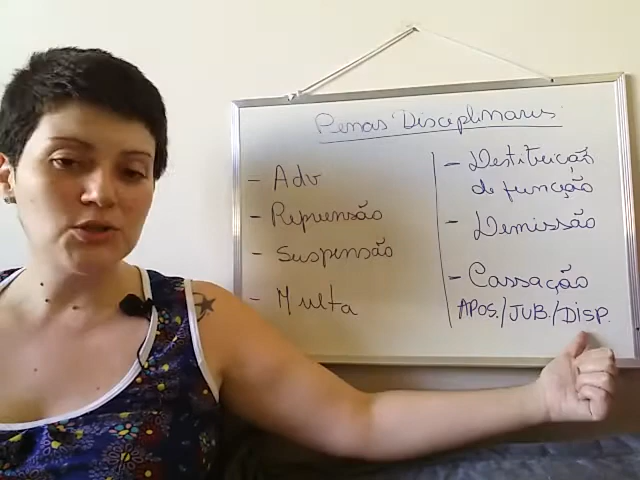 Penas Disciplinares
- Adv
- Repreensão
- Suspensão
- Multa
- Destituição
de função
- Demissão
- Cassação
APOS./JUB./DISP.